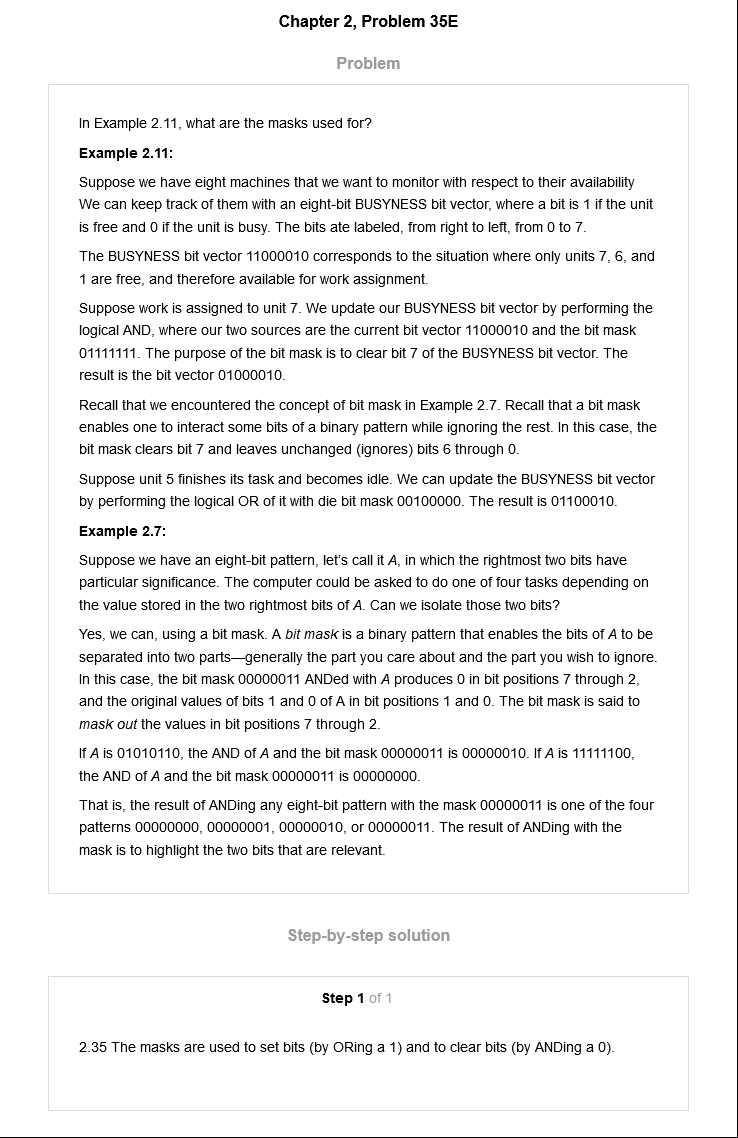 Chapter 2, Problem 35E
Problem
In Example 2.11, what are the masks used for?
Example 2.11:
Suppose we have eight machines that we want to monitor with respect to their availability
We can keep track of them with an eight-bit BUSYNESS bit vector, where a bit is 1 if the unit
is free and 0 if the unit is busy. The bits ate labeled, from right to left, from 0 to 7.
The BUSYNESS bit vector 11000010 corresponds to the situation where only units 7, 6, and
1 are free, and therefore available for work assignment.
Suppose work is assigned to unit 7. We update our BUSYNESS bit vector by performing the
logical AND, where our two sources are the current bit vector 11000010 and the bit mask
01111111. The purpose of the bit mask is to clear bit 7 of the BUSYNESS bit vector. The
result is the bit vector 01000010.
Recall that we encountered the concept of bit mask in Example 2.7. Recall that a bit mask
enables one to interact some bits of a binary pattern while ignoring the rest. In this case, the
bit mask clears bit 7 and leaves unchanged (ignores) bits 6 through 0.
Suppose unit 5 finishes its task and becomes idle. We can update the BUSYNESS bit vector
by performing the logical OR of it with die bit mask 00100000. The result is 01100010.
Example 2.7:
Suppose we have an eight-bit pattern, let's call it A, in which the rightmost two bits have
particular significance. The computer could be asked to do one of four tasks depending on
the value stored in the two rightmost bits of A. Can we isolate those two bits?
Yes, we can, using a bit mask. A bit mask is a binary pattern that enables the bits of A to be
separated into two parts—generally the part you care about and the part you wish to ignore.
In this case, the bit mask 00000011 ANDed with A produces 0 in bit positions 7 through 2,
and the original values of bits 1 and 0 of A in bit positions 1 and 0. The bit mask is said to
mask out the values in bit positions 7 through 2.
If A is 01010110, the AND of A and the bit mask 00000011 is 00000010. If A is 11111100,
the AND of A and the bit mask 00000011 is 00000000.
That is, the result of ANDing any eight-bit pattern with the mask 00000011 is one of the four
patterns 00000000, 00000001, 00000010, or 00000011. The result of ANDing with the
mask is to highlight the two bits that are relevant.
Step-by-step solution
Step 1 of 1
2.35 The masks are used to set bits (by ORing a 1) and to clear bits (by ANDing a 0).